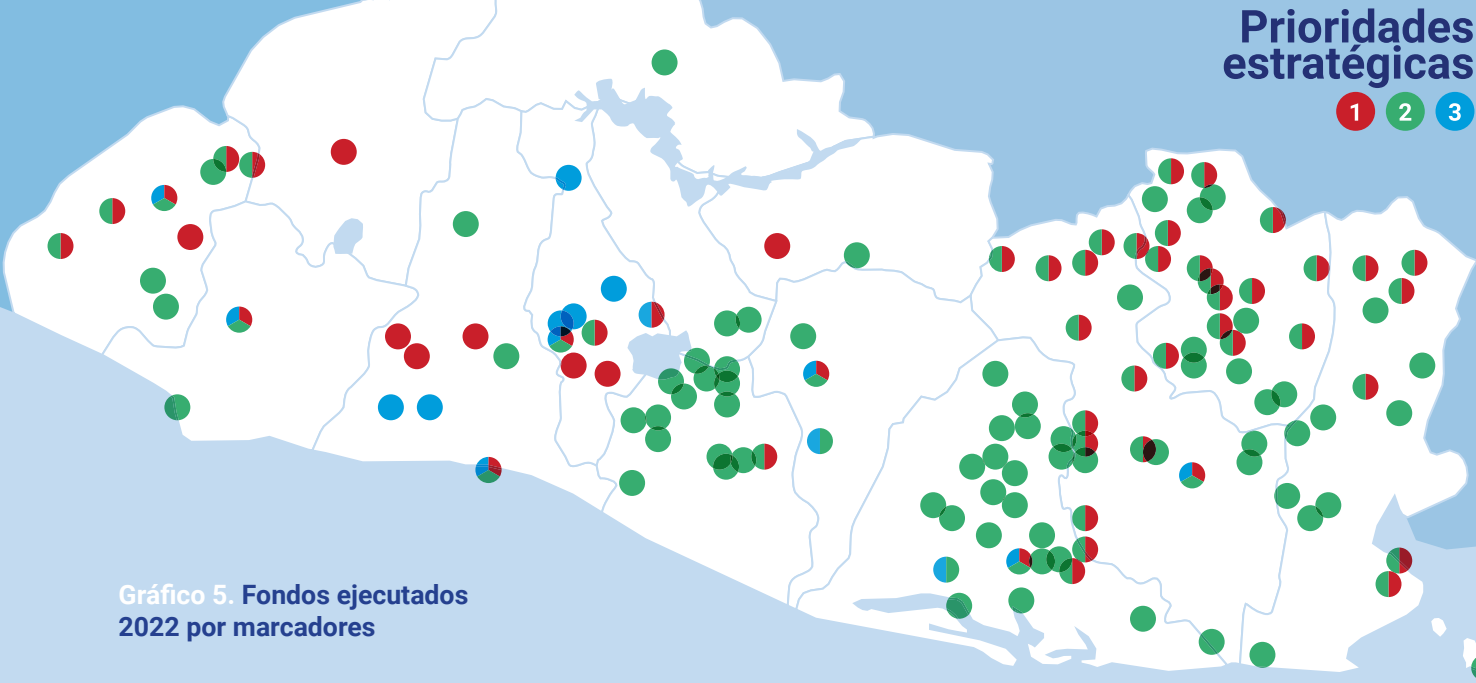 Prioridades
estratégicas
1 2 3
Gráfico 5. Fondos ejecutados
2022 por marcadores